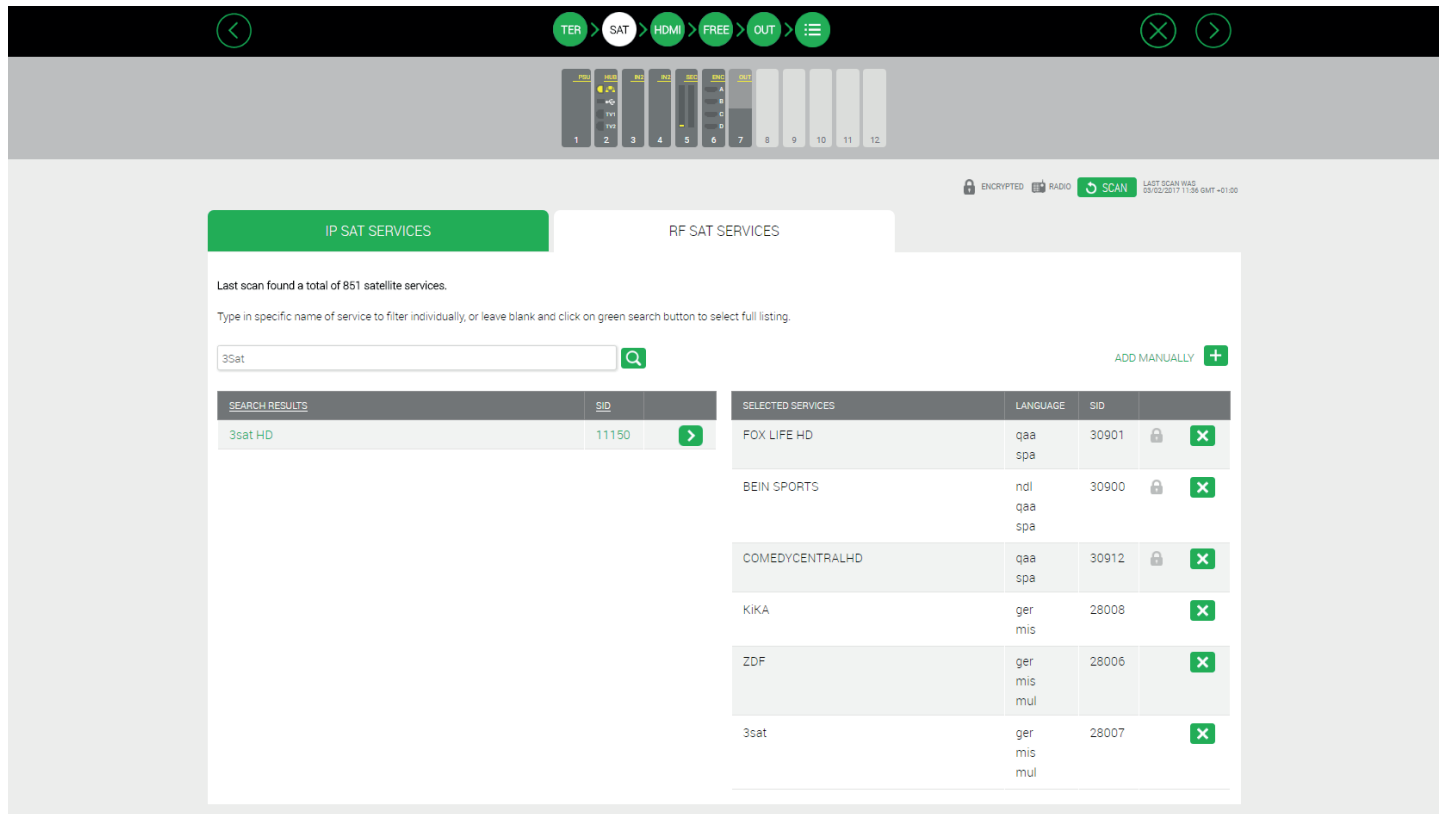 TER > SAT > HDMI > FREE > OUT >
PSU HUB IN2 IN2 SEC ENC OUT
A
B
TV1 C
TV2 D
1 2 3 4 5 6 7 8 9 10 11 12
ENCRYPTED RADIO SCAN LAST SCAN WAS
03/02/2017 11:36 GMT +01:00
IP SAT SERVICES RF SAT SERVICES
Last scan found a total of 851 satellite services.
Type in specific name of service to filter individually, or leave blank and click on green search button to select full listing.
3Sat ADD MANUALLY +
SEARCH RESULTS SID
3sat HD 11150
SELECTED SERVICES LANGUAGE SID
FOX LIFE HD qaa 30901
spa
BEIN SPORTS ndl 30900
qaa
spa
COMEDYCENTRALHD qaa 30912
spa
KiKA ger 28008
mis
ZDF ger 28006
mis
mul
3sat ger 28007
mis
mul